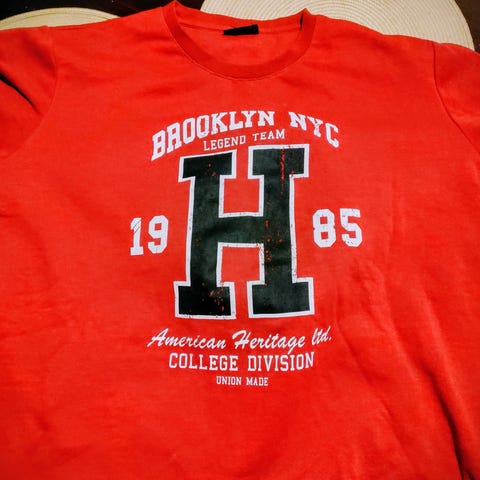 BROOKLYN NYC
LEGEND TEAM
H
19 85
American Heritage ltd.
COLLEGE DIVISION
UNION MADE